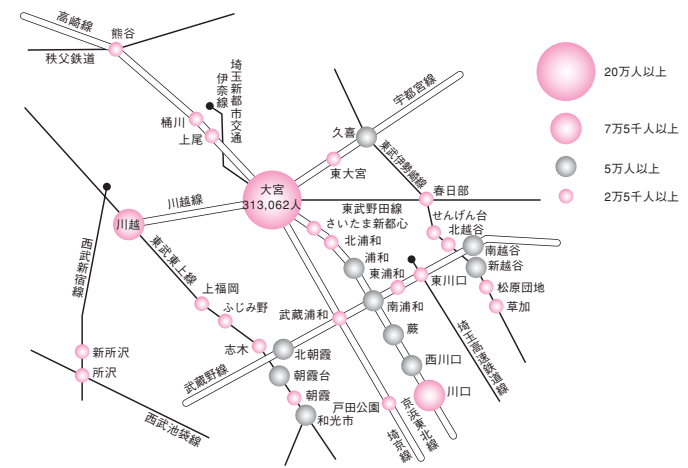 高崎線
熊谷
秩父鉄道
埼玉新都市交通
伊奈線
桶川
上尾
宇都宮線
久喜
東大宮
東武伊勢崎線
大宮
313,062人
川越線
川越
東武野田線
春日部
さいたま新都心
せんげん台
北越谷
北浦和
南越谷
浦和
新越谷
東浦和
東川口
松原団地
草加
西武新宿線
東武東上線
上福岡
ふじみ野
武蔵浦和
南浦和
志木
北朝霞
蕨
埼玉高速鉄道線
新所沢
所沢
武蔵野線
朝霞台
西川口
朝霞
戸田公園
川口
和光市
西武池袋線
埼京線
京浜東北線
20万人以上
7万5千人以上
5万人以上
2万5千人以上